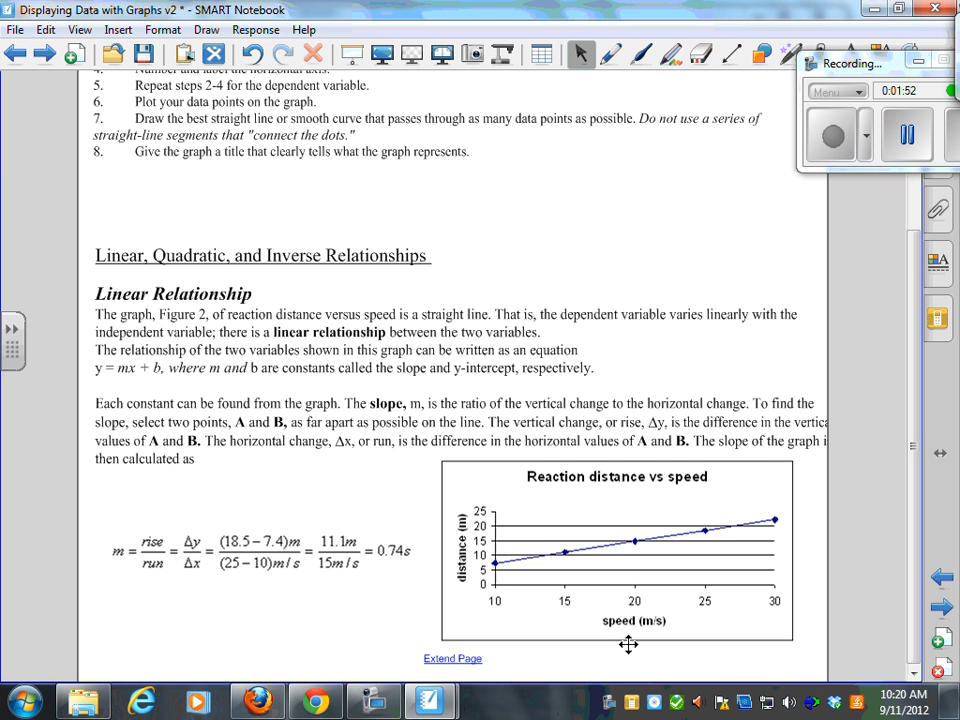 Displaying Data with Graphs v2 * - SMART Notebook
File Edit View Insert Format Draw Response Help
Recording...
Menu 0:01:52
4. Number and label the horizontal axis.
5. Repeat steps 2-4 for the dependent variable.
6. Plot your data points on the graph.
7. Draw the best straight line or smooth curve that passes through as many data points as possible. Do not use a series of
straight-line segments that "connect the dots."
8. Give the graph a title that clearly tells what the graph represents.
Linear, Quadratic, and Inverse Relationships
Linear Relationship
The graph, Figure 2, of reaction distance versus speed is a straight line. That is, the dependent variable varies linearly with the
independent variable; there is a linear relationship between the two variables.
The relationship of the two variables shown in this graph can be written as an equation
y = mx + b, where m and b are constants called the slope and y-intercept, respectively.
Each constant can be found from the graph. The slope, m, is the ratio of the vertical change to the horizontal change. To find the
slope, select two points, A and B, as far apart as possible on the line. The vertical change, or rise, Δy, is the difference in the vertica
values of A and B. The horizontal change, Δx, or run, is the difference in the horizontal values of A and B. The slope of the graph i
then calculated as
m = rise/run = Δy/Δx = (18.5 – 7.4)m/(25 – 10)m/s = 11.1m/15m/s = 0.74s
Reaction distance vs speed
distance (m)
25
20
15
10
5
0
10 15 20 25 30
speed (m/s)
Extend Page
10:20 AM
9/11/2012